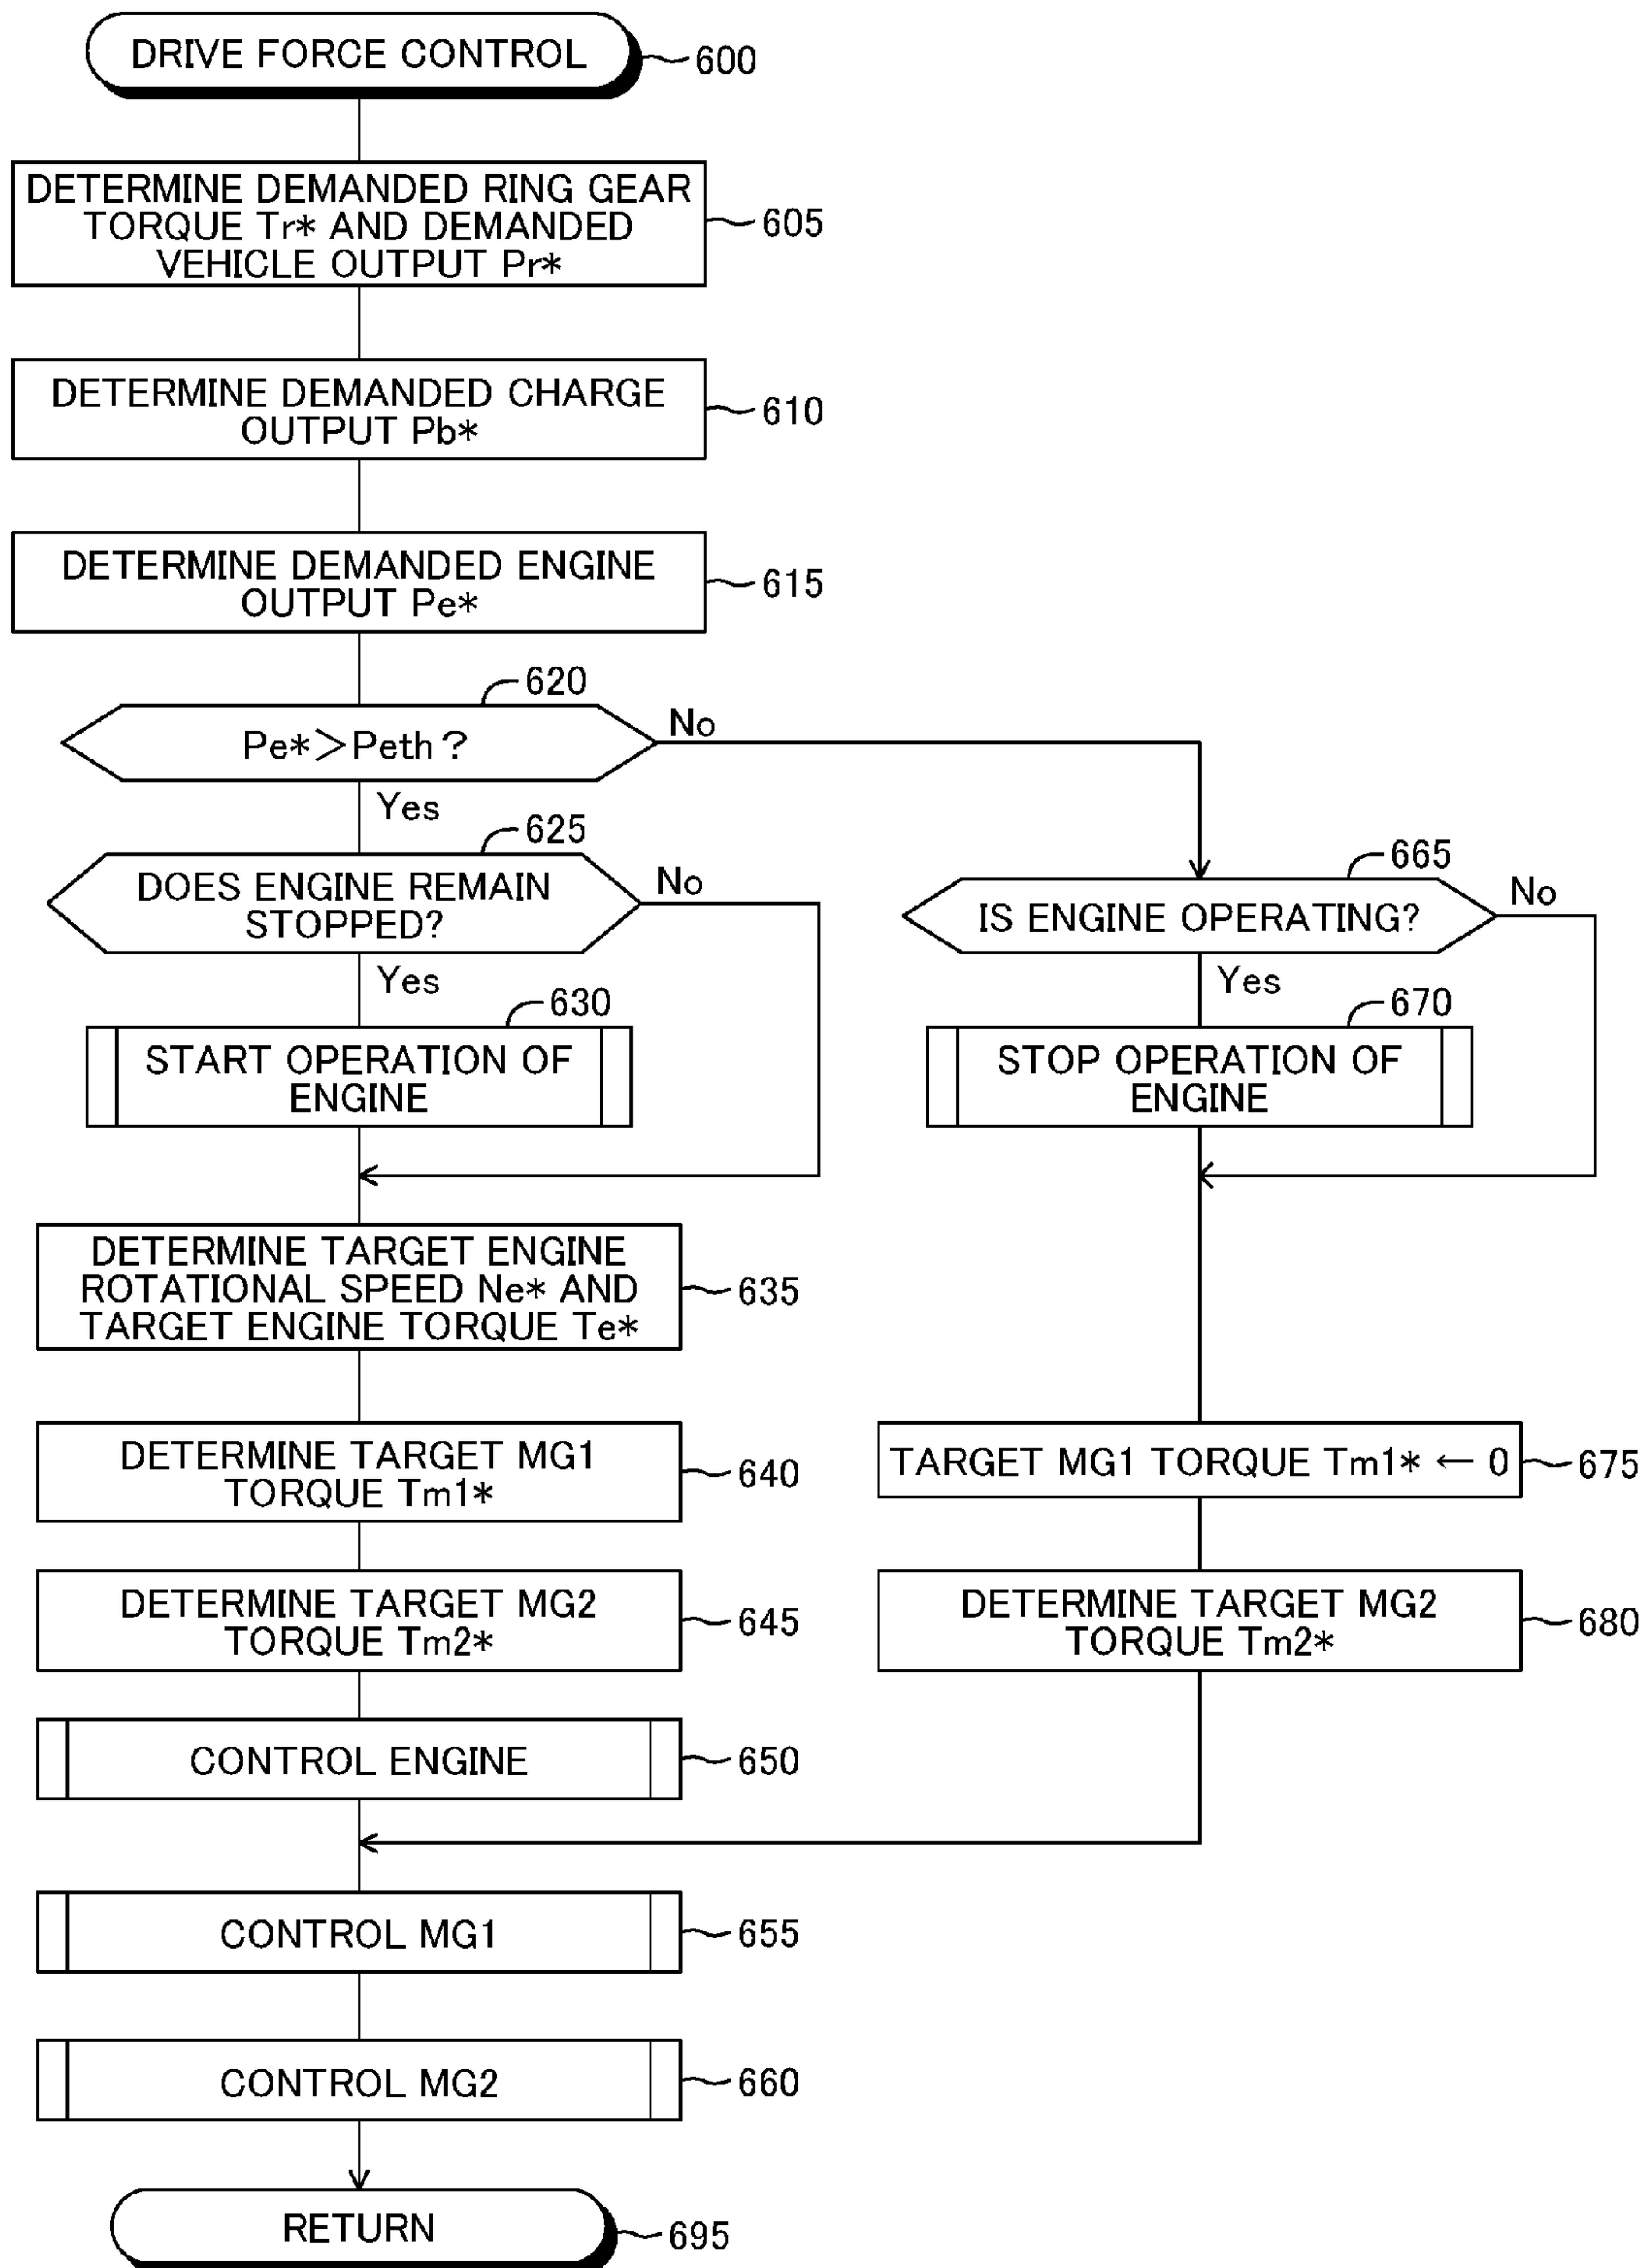 DRIVE FORCE CONTROL
600
DETERMINE DEMANDED RING GEAR
TORQUE Tr* AND DEMANDED
VEHICLE OUTPUT Pr*
605
DETERMINE DEMANDED CHARGE
OUTPUT Pb*
610
DETERMINE DEMANDED ENGINE
OUTPUT Pe*
615
620
Pe*>Peth?
No
Yes
625
DOES ENGINE REMAIN
STOPPED?
No
Yes
630
START OPERATION OF
ENGINE
665
IS ENGINE OPERATING?
No
Yes
670
STOP OPERATION OF
ENGINE
DETERMINE TARGET ENGINE
ROTATIONAL SPEED Ne* AND
TARGET ENGINE TORQUE Te*
635
DETERMINE TARGET MG1
TORQUE Tm1*
640
TARGET MG1 TORQUE Tm1* ← 0
675
DETERMINE TARGET MG2
TORQUE Tm2*
645
DETERMINE TARGET MG2
TORQUE Tm2*
680
CONTROL ENGINE
650
CONTROL MG1
655
CONTROL MG2
660
RETURN
695